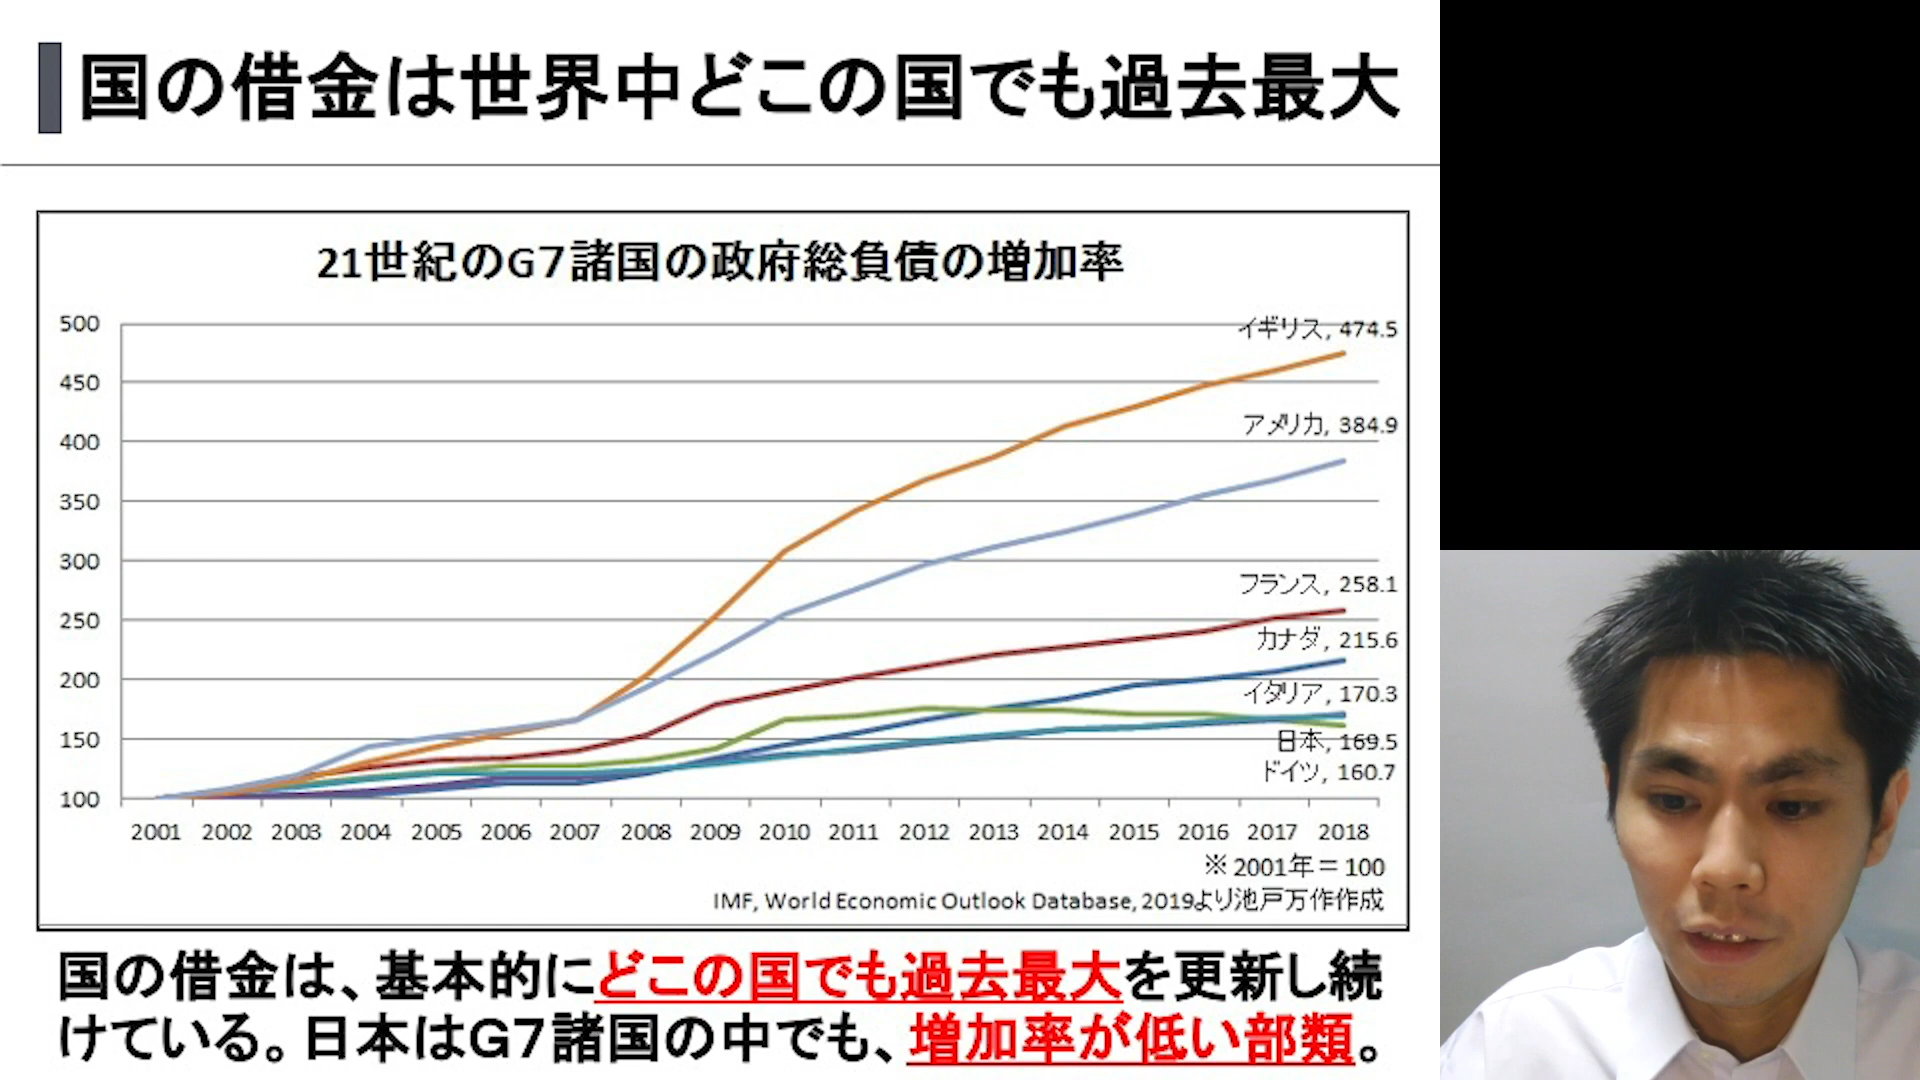 国の借金は世界中どこの国でも過去最大
21世紀のG7諸国の政府総負債の増加率
500
450
400
350
300
250
200
150
100
イギリス, 474.5
アメリカ, 384.9
フランス, 258.1
カナダ, 215.6
イタリア, 170.3
日本, 169.5
ドイツ, 160.7
2001 2002 2003 2004 2005 2006 2007 2008 2009 2010 2011 2012 2013 2014 2015 2016 2017 2018
※2001年=100
IMF, World Economic Outlook Database, 2019より池戸万作作成
国の借金は、基本的にどこの国でも過去最大を更新し続
けている。日本はG7諸国の中でも、増加率が低い部類。